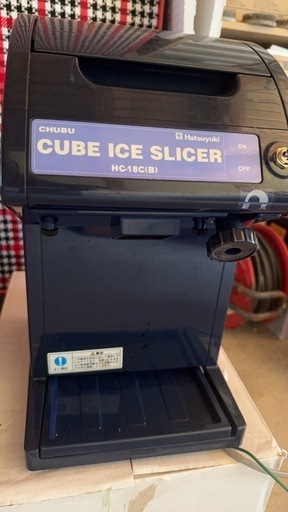 CHUBU
Hatsuyuki
CUBE ICE SLICER
HC-18C(B)
ON
OFF